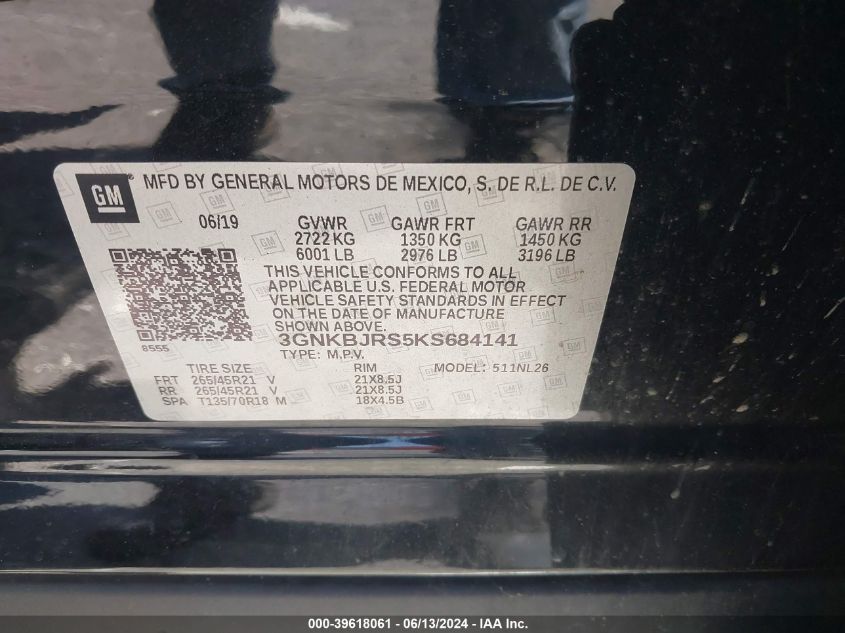 GM ® MFD BY GENERAL MOTORS DE MEXICO, S. DE R.L. DE C.V.
06/19 GVWR GAWR FRT GAWR RR
2722 KG 1350 KG 1450 KG
6001 LB 2976 LB 3196 LB
THIS VEHICLE CONFORMS TO ALL
APPLICABLE U.S. FEDERAL MOTOR
VEHICLE SAFETY STANDARDS IN EFFECT
ON THE DATE OF MANUFACTURE
SHOWN ABOVE.
3GNKBJRS5KS684141
8555
TYPE: M.P.V. MODEL: 511NL26
TIRE SIZE RIM
FRT 265/45R21 V 21X8.5J
RR 265/45R21 V 21X8.5J
SPA T135/70R18 M 18X4.5B
000-39618061 - 06/13/2024 - IAA Inc.